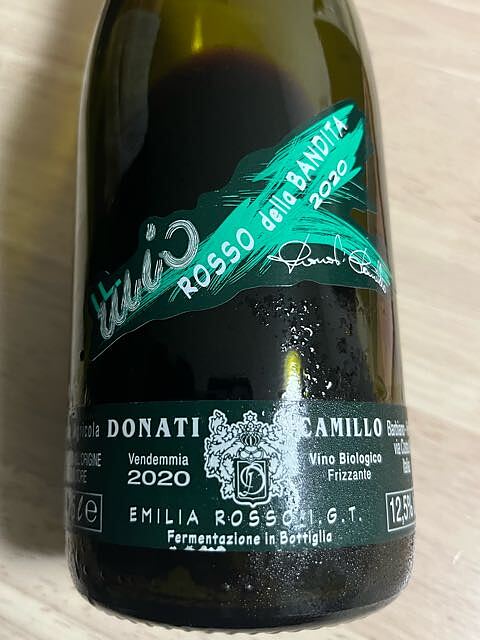 IL mio
ROSSO della BANDITA
2020
DONATI CAMILLO
Vendemmia
2020
Vino Biologico
Frizzante
EMILIA ROSSO I.G.T.
Fermentazione in Bottiglia
12,5%